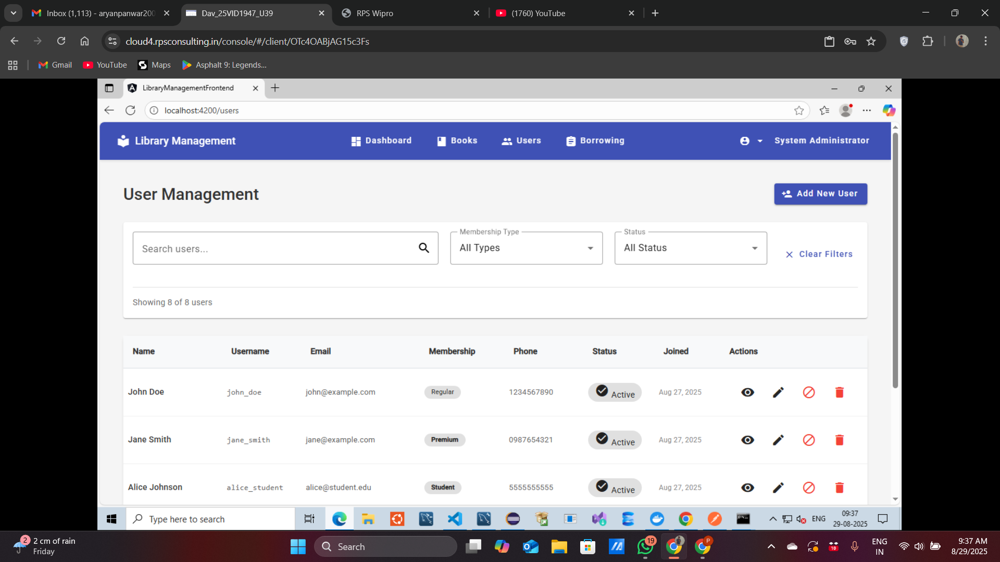 Inbox (1,113) - aryanpanwar200
Dav_25VID1947_U39
RPS Wipro
(1760) YouTube
cloud4.rpsconsulting.in/console/#/client/OTc4OABjAG15c3Fs
Gmail
YouTube
Maps
Asphalt 9: Legends...
LibraryManagementFrontend
localhost:4200/users
Library Management
Dashboard
Books
Users
Borrowing
System Administrator
User Management
Add New User
Search users...
Membership Type
All Types
Status
All Status
Clear Filters
Showing 8 of 8 users
Name Username Email Membership Phone Status Joined Actions
John Doe john_doe john@example.com Regular 1234567890 Active Aug 27, 2025
Jane Smith jane_smith jane@example.com Premium 0987654321 Active Aug 27, 2025
Alice Johnson alice_student alice@student.edu Student 5555555555 Active Aug 27, 2025
Type here to search
ENG
09:37
29-08-2025
2
2 cm of rain
Friday
Search
19
P
10
ENG
IN
9:37 AM
8/29/2025